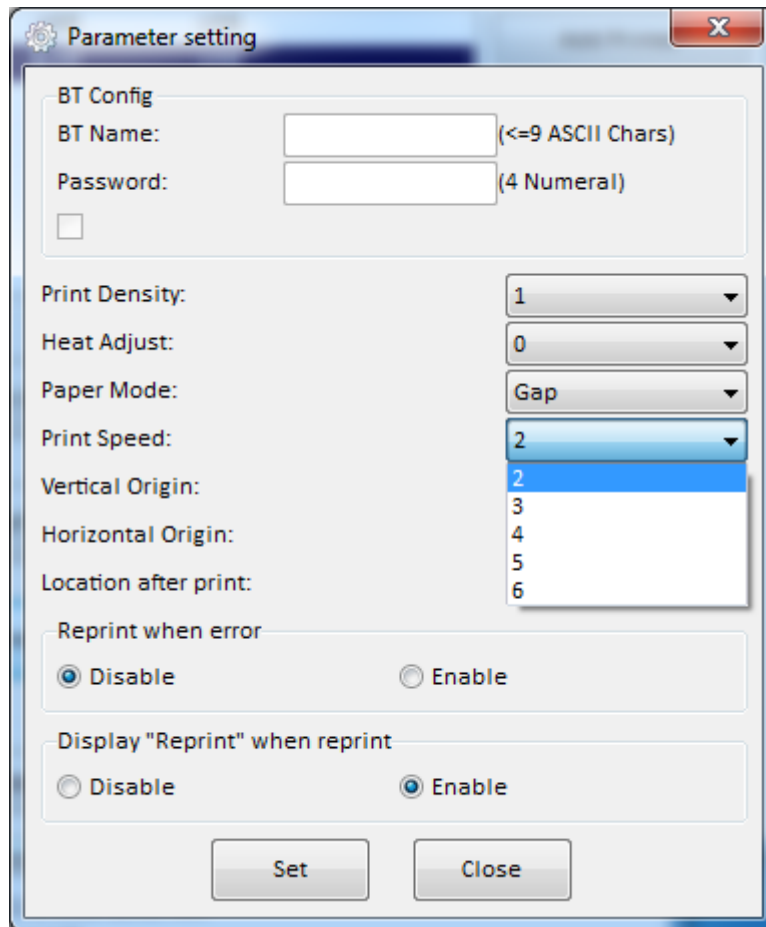 Parameter setting
BT Config
BT Name: (<=9 ASCII Chars)
Password: (4 Numeral)
Print Density: 1
Heat Adjust: 0
Paper Mode: Gap
Print Speed: 2
2
3
4
5
6
Vertical Origin:
Horizontal Origin:
Location after print:
Reprint when error
Disable Enable
Display "Reprint" when reprint
Disable Enable
Set Close